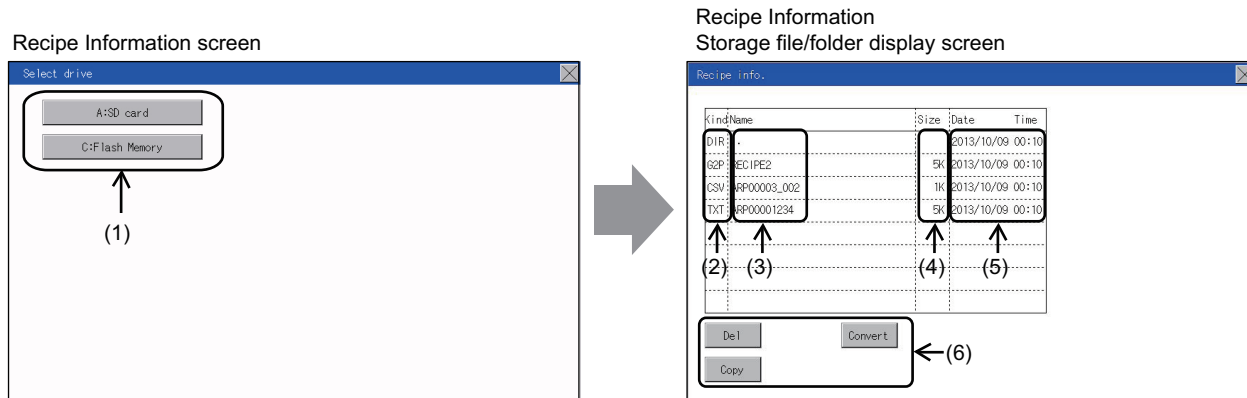 Recipe Information screen
Select drive
A:SD card
C:Flash Memory
(1)
Recipe Information
Storage file/folder display screen
Recipe info.
Kind Name Size Date Time
DIR .. 2013/10/09 00:10
G2P RECIPE2 5K 2013/10/09 00:10
CSV ARP00003_002 1K 2013/10/09 00:10
TXT ARP00001234 5K 2013/10/09 00:10
(2) (3) (4) (5)
Del Convert
Copy
(6)